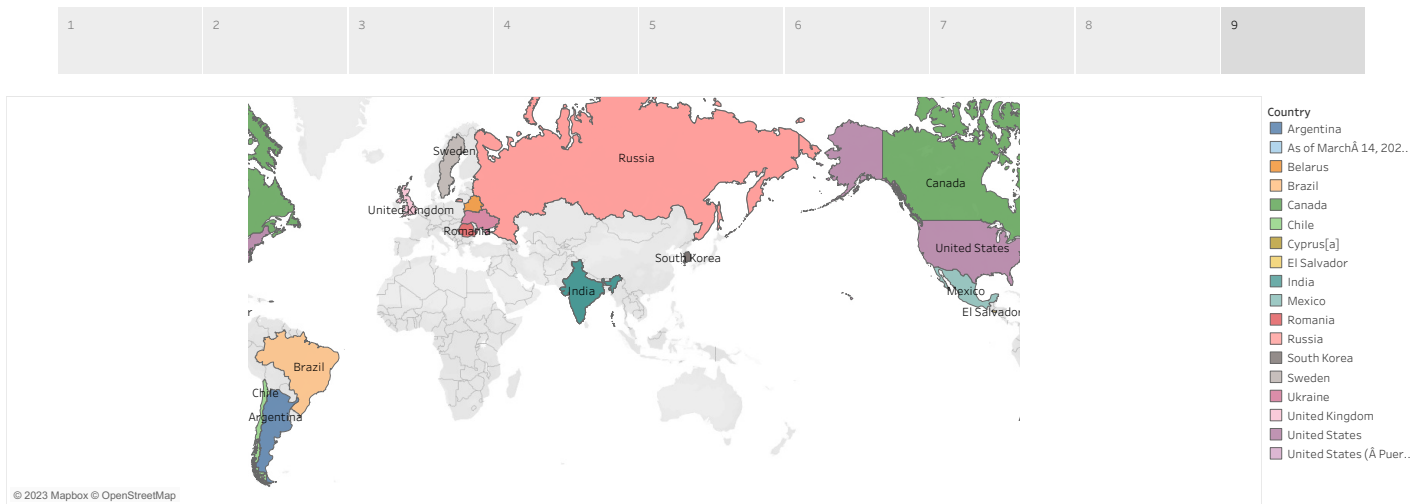 1 2 3 4 5 6 7 8 9
Country
Argentina
As of MarchÂ 14, 202..
Belarus
Brazil
Canada
Chile
Cyprus[a]
El Salvador
India
Mexico
Romania
Russia
South Korea
Sweden
Ukraine
United Kingdom
United States
United States (Â Puer..
Sweden
Russia
Canada
United Kingdom
Romania
United States
South Korea
India
Mexico
El Salvador
r
Brazil
Chile
Argentina
© 2023 Mapbox © OpenStreetMap